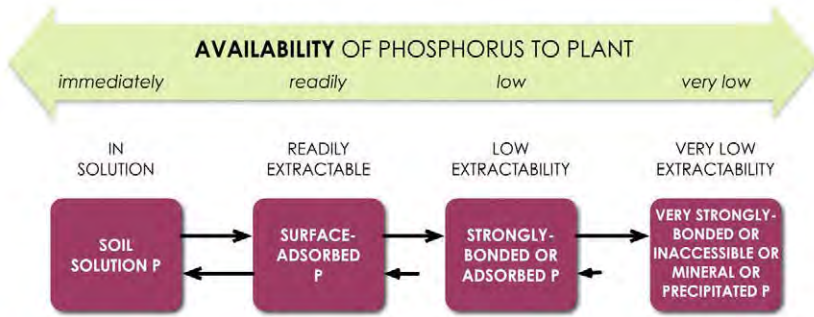 AVAILABILITY OF PHOSPHORUS TO PLANT
immediately readily low very low
IN
SOLUTION
READILY
EXTRACTABLE
LOW
EXTRACTABILITY
VERY LOW
EXTRACTABILITY
SOIL
SOLUTION P
SURFACE-
ADSORBED
P
STRONGLY-
BONDED OR
ADSORBED P
VERY STRONGLY-
BONDED OR
INACCESSIBLE OR
MINERAL OR
PRECIPITATED P